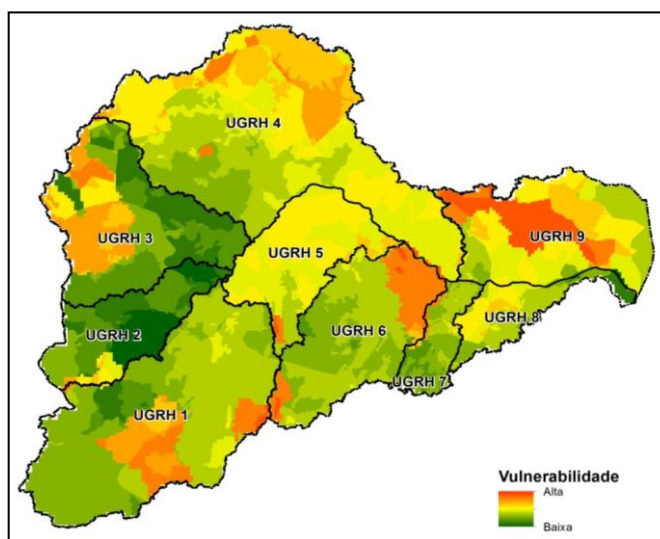 UGRH 4
UGRH 3
UGRH 5
UGRH 9
UGRH 2
UGRH 6
UGRH 8
UGRH 7
UGRH 1
Vulnerabilidade
Alta
Baixa